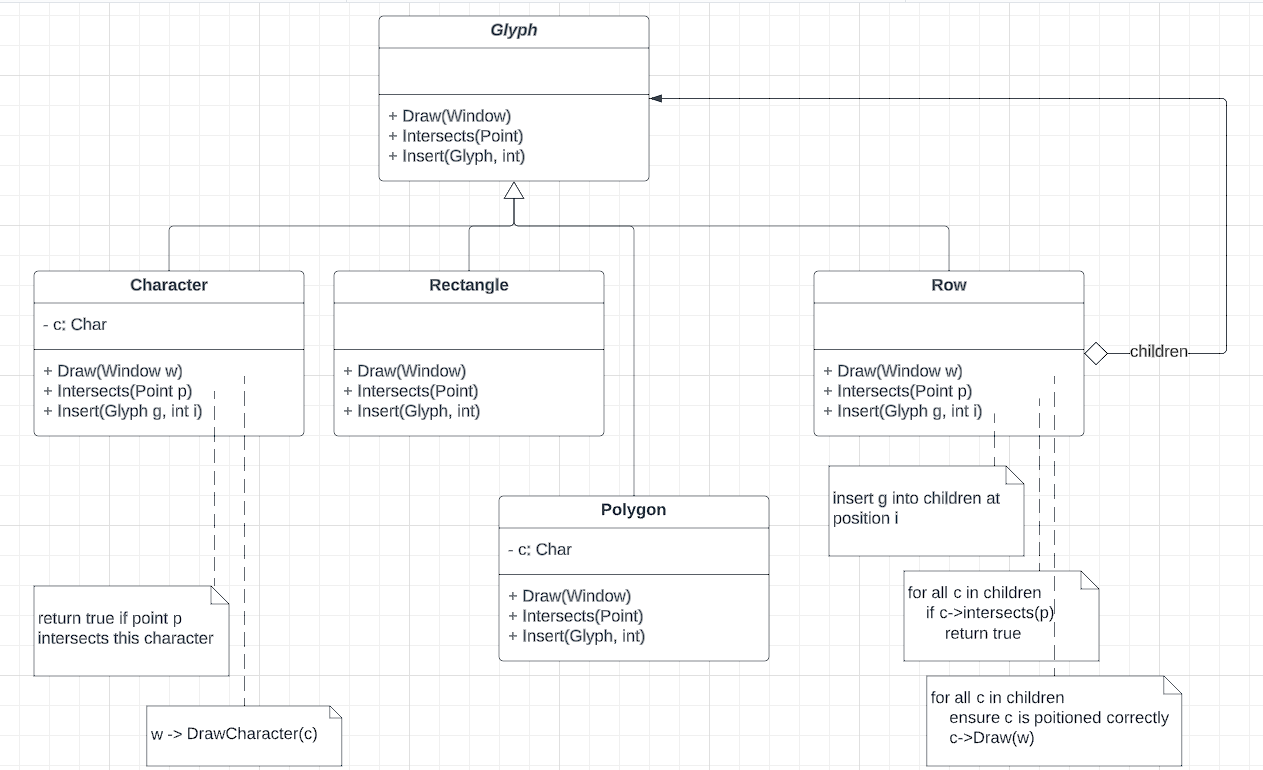 Glyph
+ Draw(Window)
+ Intersects(Point)
+ Insert(Glyph, int)
Character
- c: Char
+ Draw(Window w)
+ Intersects(Point p)
+ Insert(Glyph g, int i)
Rectangle
+ Draw(Window)
+ Intersects(Point)
+ Insert(Glyph, int)
Row
+ Draw(Window w)
+ Intersects(Point p)
+ Insert(Glyph g, int i)
children
Polygon
- c: Char
+ Draw(Window)
+ Intersects(Point)
+ Insert(Glyph, int)
insert g into children at
position i
return true if point p
intersects this character
for all c in children
if c->intersects(p)
return true
w -> DrawCharacter(c)
for all c in children
ensure c is poitioned correctly
c->Draw(w)